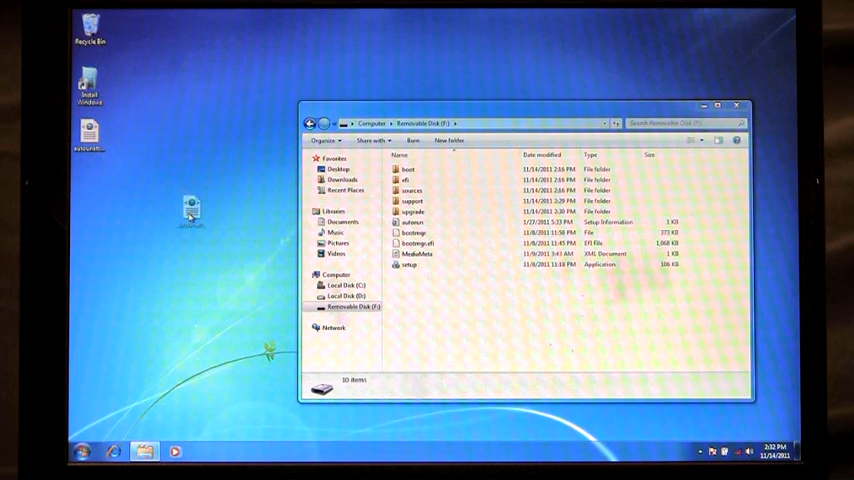 Recycle Bin
Install
Windows
Computer
Removable Disk (F:)
Search Removable Disk (F:)
Organize
Share with
Burn
New folder
Name
Date modified
Type
Size
Favorites
Desktop
Downloads
Recent Places
Libraries
Documents
Music
Pictures
Videos
Computer
Local Disk (C:)
Local Disk (D:)
Removable Disk (F:)
Network
boot 11/14/2011 2:16 PM File folder
efi 11/14/2011 2:16 PM File folder
sources 11/14/2011 2:16 PM File folder
support 11/14/2011 2:29 PM File folder
upgrade 11/14/2011 2:30 PM File folder
autorun 5:33 PM Setup Information 1 KB
bootmgr 11/8/2011 11:58 PM File 373 KB
bootmgr.efi 11/8/2011 11:45 PM EFI File 1,068 KB
MediaMeta 11/9/2011 3:43 AM XML Document 1 KB
setup 11/8/2011 11:18 PM Application 106 KB
10 items
2:32 PM
11/14/2011